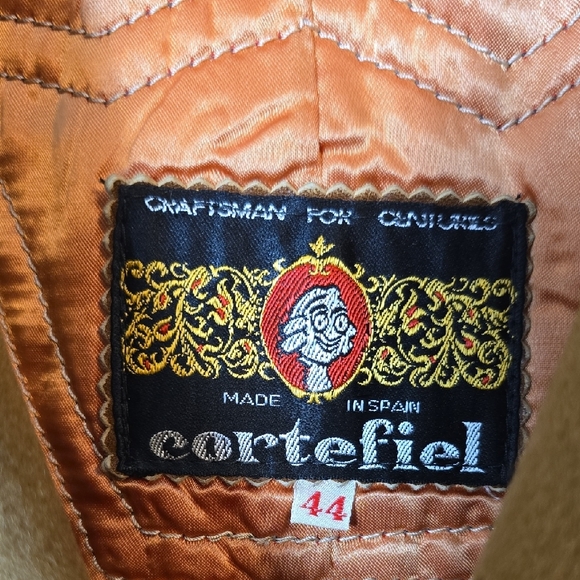 CRAFTSMAN FOR CENTURIES
MADE IN SPAIN
cortefiel
44